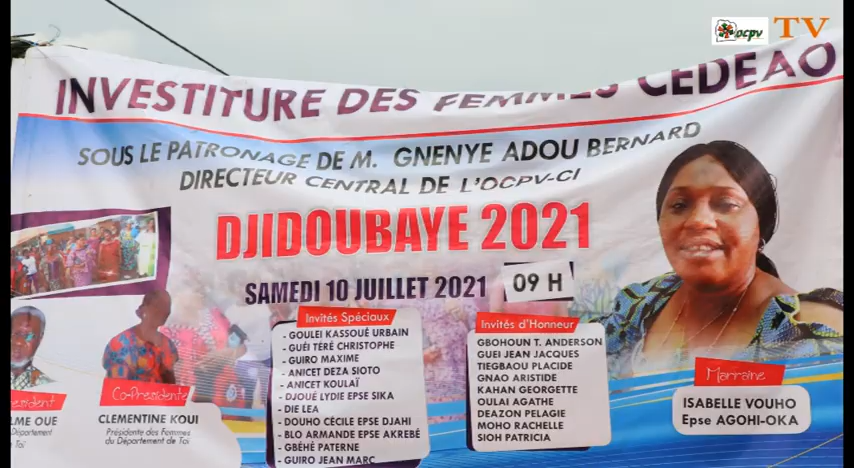 ocpv TV
INVESTITURE DES FEMMES CEDEAO
SOUS LE PATRONAGE DE M. GNENYE ADOU BERNARD
DIRECTEUR CENTRAL DE L'OCPV-CI
DJIDOUBAYE 2021
SAMEDI 10 JUILLET 2021 09 H
Invités Spéciaux
- GOULEI KASSOUÉ URBAIN
- GUÉI TÉRÉ CHRISTOPHE
- GUIRO MAXIME
- ANICET DEZA SIOTO
- ANICET KOULAÏ
- DJOUÉ LYDIE EPSE SIKA
- DIE LEA
- DOUHO CÉCILE EPSE DJAHI
- BLO ARMANDE EPSE AKREBÉ
- GBÉHÉ PATERNE
- GUIRO JEAN MARC
Invités d'Honneur
GBOHOUN T. ANDERSON
GUEI JEAN JACQUES
TIEGBAOU PLACIDE
GNAO ARISTIDE
KAHAN GEORGETTE
OULAI AGATHE
DEAZON PELAGIE
MOHO RACHELLE
SIOH PATRICIA
Marraine
ISABELLE VOUHO
Epse AGOHI-OKA
Co-Presidente
CLEMENTINE KOUI
Présidente des Femmes
du Département de Taï
OUE
Département
Taï